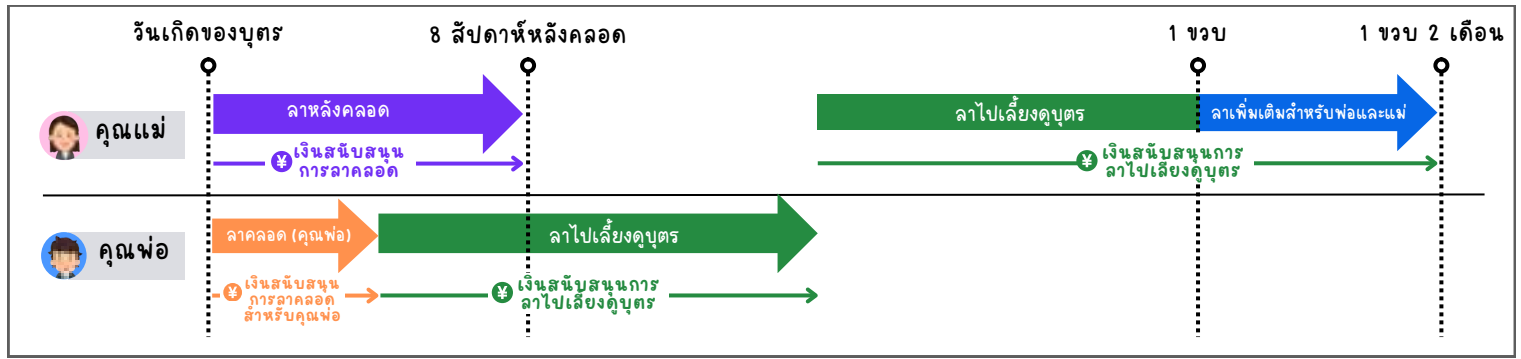 วันเกิดของบุตร
8 สัปดาห์หลังคลอด
1 ขวบ
1 ขวบ 2 เดือน
คุณแม่
ลาหลังคลอด
ลาไปเลี้ยงดูบุตร
ลาเพิ่มเติมสำหรับพ่อและแม่
¥ เงินสนับสนุน
การลาคลอด
¥ เงินสนับสนุนการ
ลาไปเลี้ยงดูบุตร
คุณพ่อ
ลาคลอด (คุณพ่อ)
ลาไปเลี้ยงดูบุตร
¥ เงินสนับสนุน
การลาคลอด
สำหรับคุณพ่อ
¥ เงินสนับสนุนการ
ลาไปเลี้ยงดูบุตร